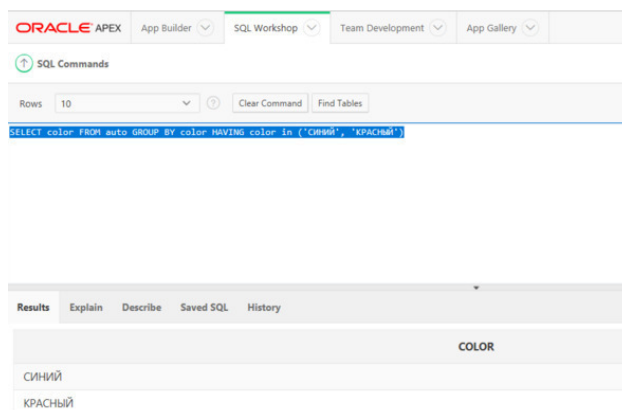 ORACLE APEX App Builder SQL Workshop Team Development App Gallery
SQL Commands
Rows 10 Clear Command Find Tables
SELECT color FROM auto GROUP BY color HAVING color in ('СИНИЙ', 'КРАСНЫЙ')
Results Explain Describe Saved SQL History
COLOR
СИНИЙ
КРАСНЫЙ